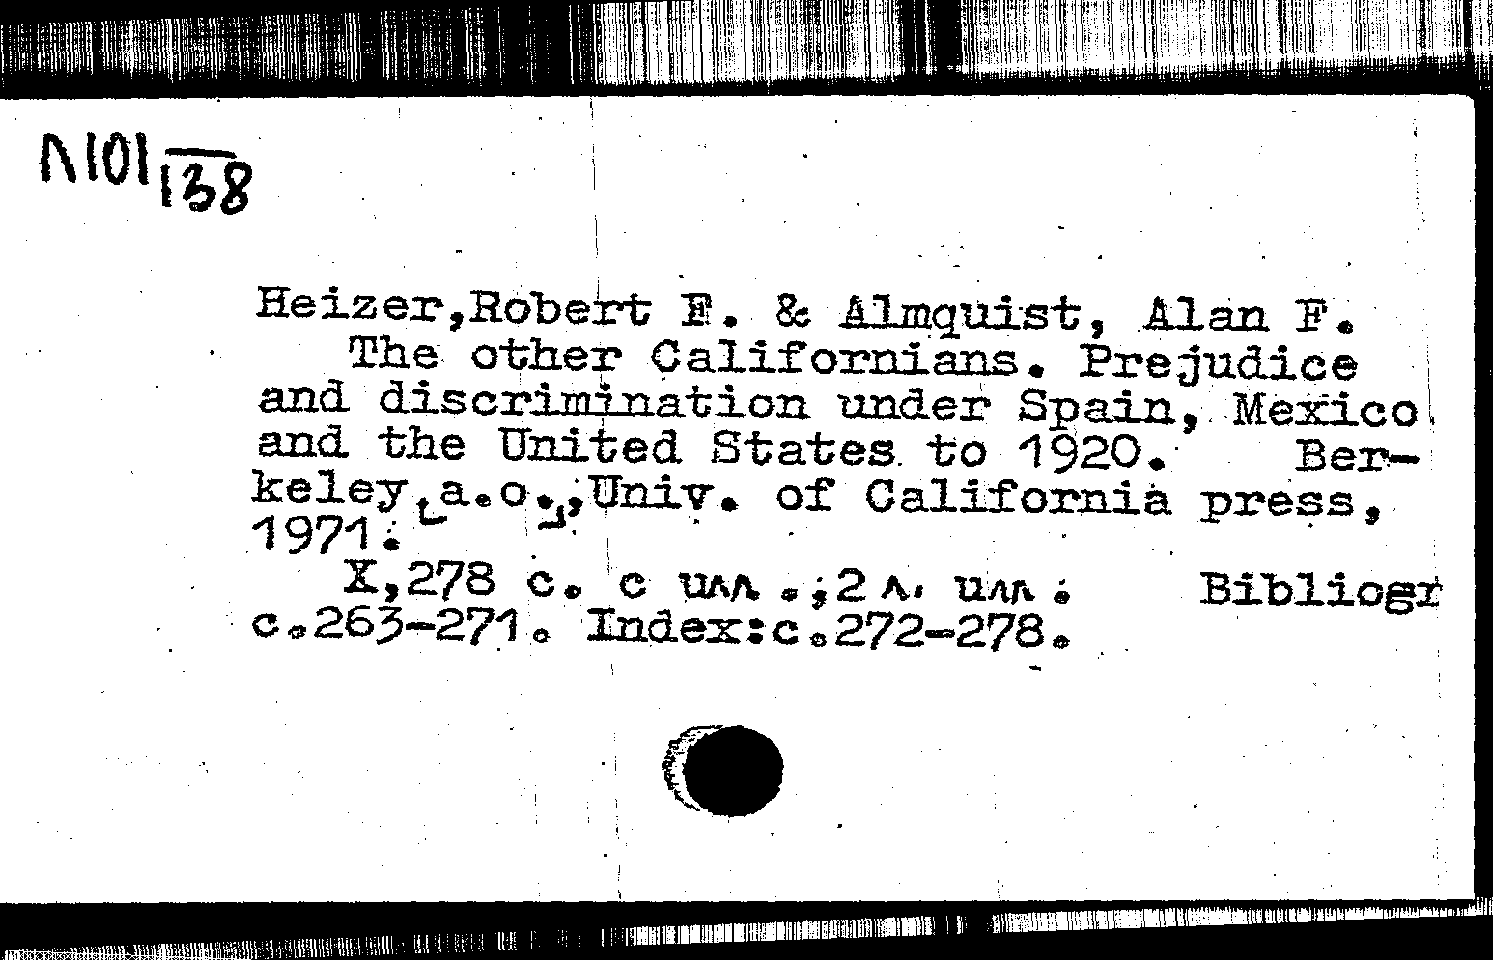 Л101/138
Heizer,Robert F. & Almquist, Alan F.
The other Californians. Prejudice
and discrimination under Spain, Mexico
and the United States to 1920. Ber-
keley [a.o.],Univ. of California press,
1971.
X,278 с. с илл.;2 л. илл. Bibliogr
с.263-271. Index:с.272-278.